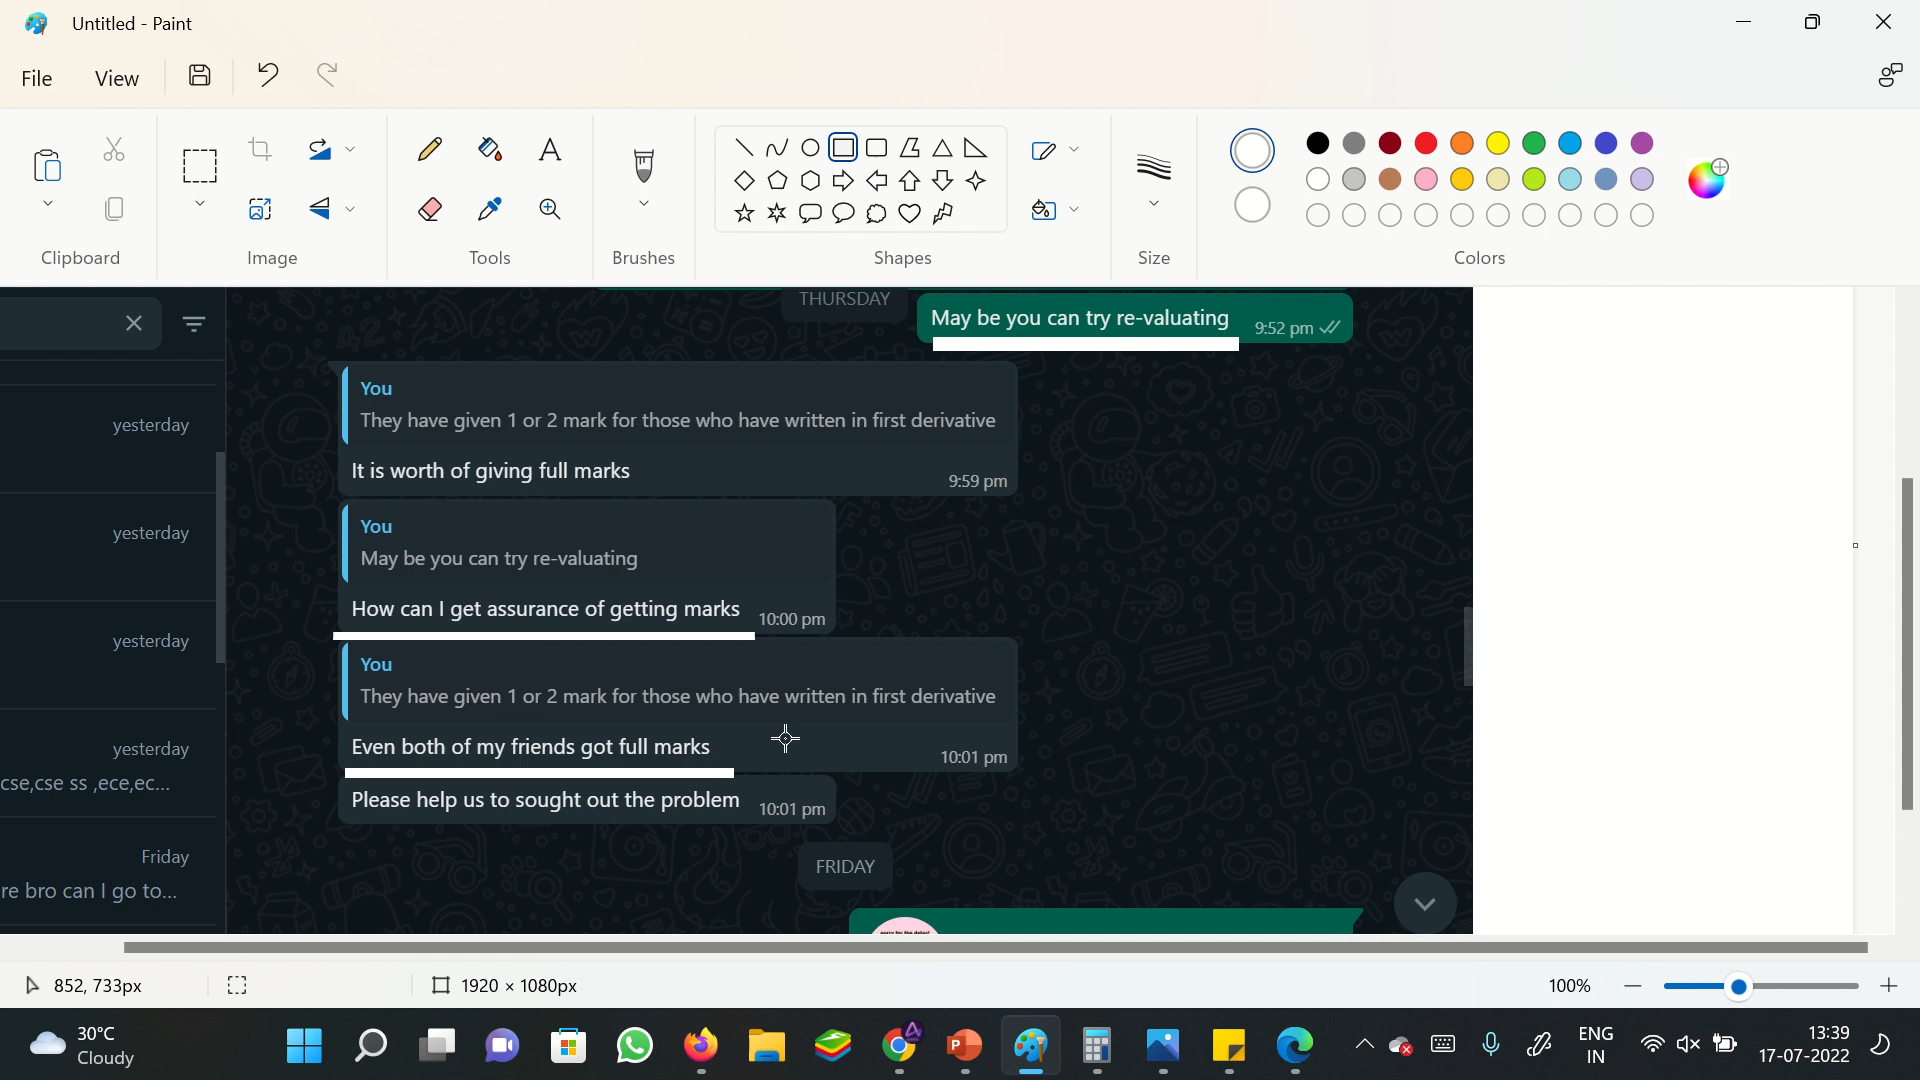 Untitled - Paint
File
View
Clipboard
Image
Tools
Brushes
Shapes
Size
Colors
THURSDAY
May be you can try re-valuating
9:52 pm
You
They have given 1 or 2 mark for those who have written in first derivative
It is worth of giving full marks
9:59 pm
You
May be you can try re-valuating
How can I get assurance of getting marks
10:00 pm
You
They have given 1 or 2 mark for those who have written in first derivative
Even both of my friends got full marks
10:01 pm
Please help us to sought out the problem
10:01 pm
FRIDAY
yesterday
yesterday
yesterday
yesterday
cse,cse ss ,ece,ec...
Friday
re bro can I go to...
852, 733px
1920 × 1080px
100%
30°C
Cloudy
ENG
IN
13:39
17-07-2022